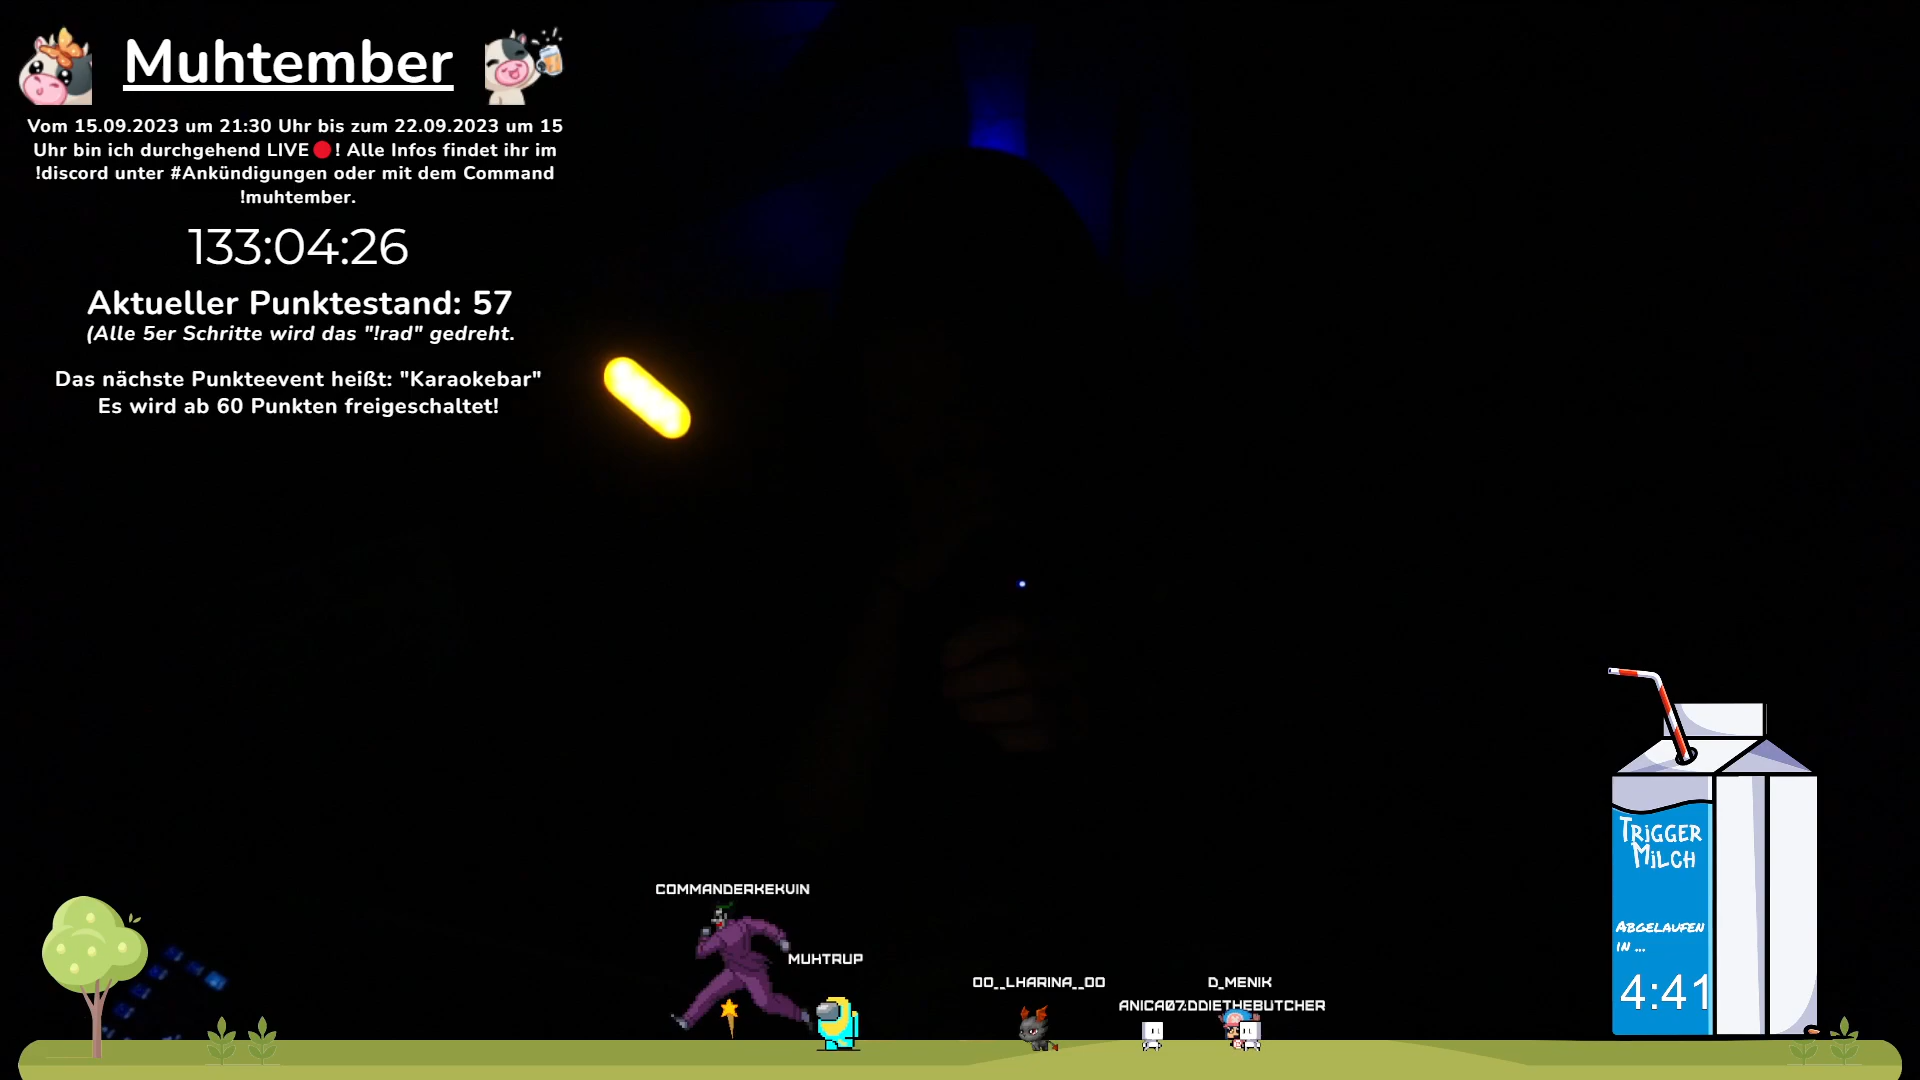 Muhtember
Vom 15.09.2023 um 21:30 Uhr bis zum 22.09.2023 um 15
Uhr bin ich durchgehend LIVE🔴! Alle Infos findet ihr im
!discord unter #Ankündigungen oder mit dem Command
!muhtember.
133:04:26
Aktueller Punktestand: 57
(Alle 5er Schritte wird das "!rad" gedreht.
Das nächste Punkteevent heißt: "Karaokebar"
Es wird ab 60 Punkten freigeschaltet!
TRIGGER
MILCH
ABGELAUFEN
IN ...
4:41
COMMANDERKEKUIN
MUHTRUP
OO__LHARINA__OO
D_MENIK